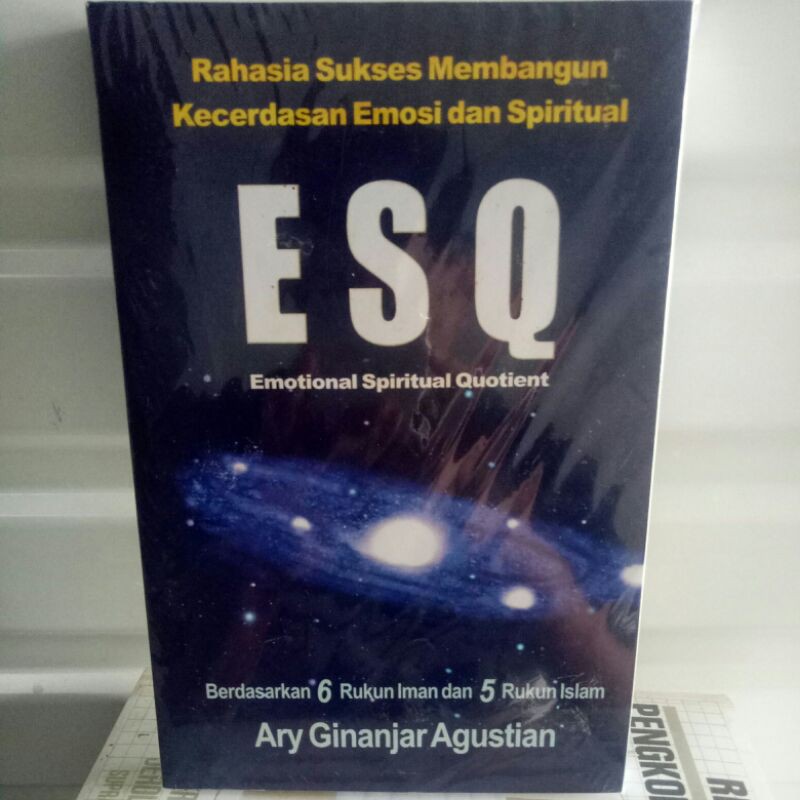 Rahasia Sukses Membangun
Kecerdasan Emosi dan Spiritual
ESQ
Emotional Spiritual Quotient
Berdasarkan 6 Rukun Iman dan 5 Rukun Islam
Ary Ginanjar Agustian